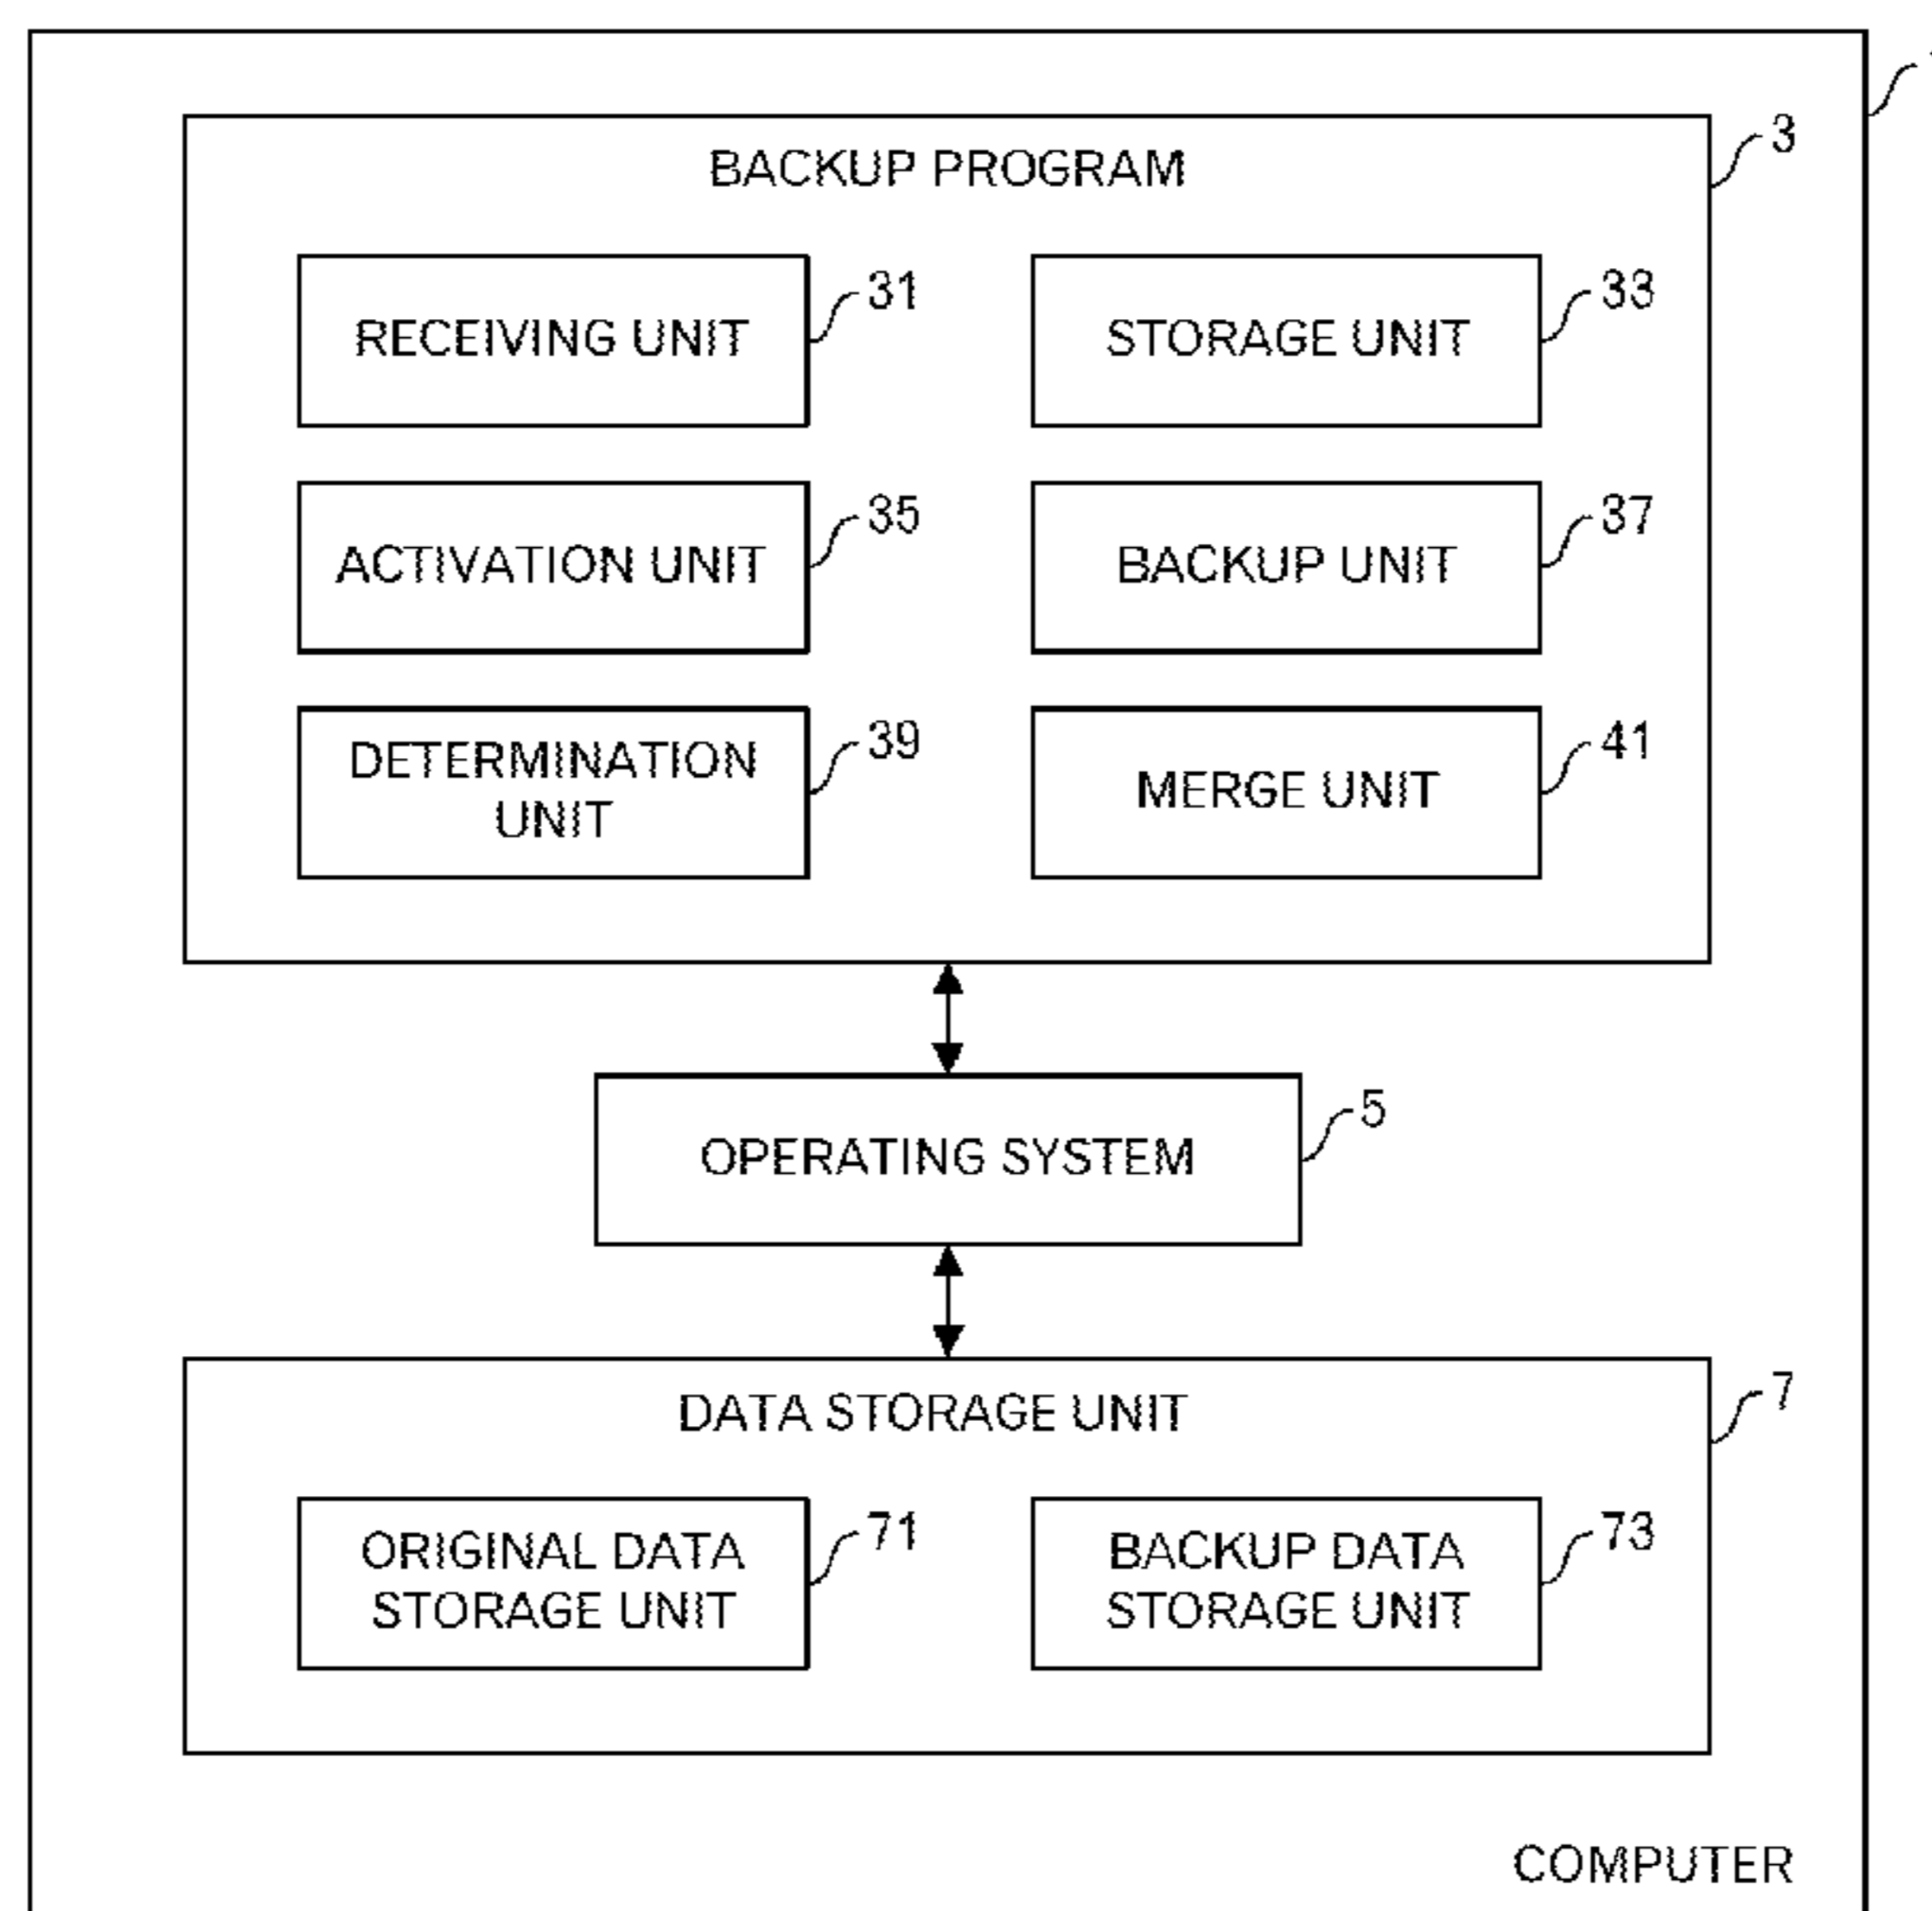 3
BACKUP PROGRAM
31
33
RECEIVING UNIT
STORAGE UNIT
35
37
ACTIVATION UNIT
BACKUP UNIT
39
41
DETERMINATION
UNIT
MERGE UNIT
5
OPERATING SYSTEM
7
DATA STORAGE UNIT
71
73
ORIGINAL DATA
STORAGE UNIT
BACKUP DATA
STORAGE UNIT
COMPUTER